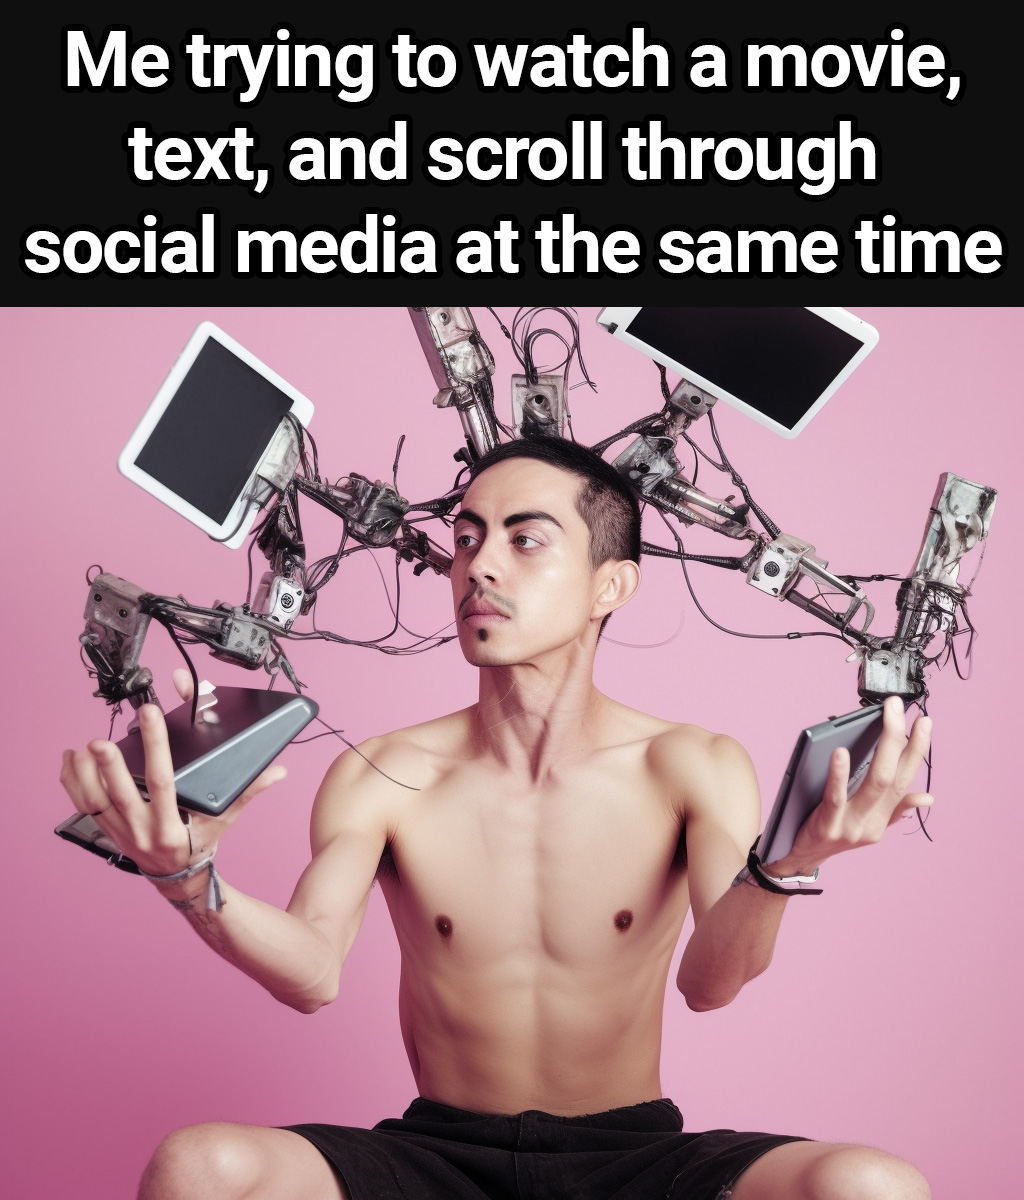 Me trying to watch a movie,
text, and scroll through
social media at the same time